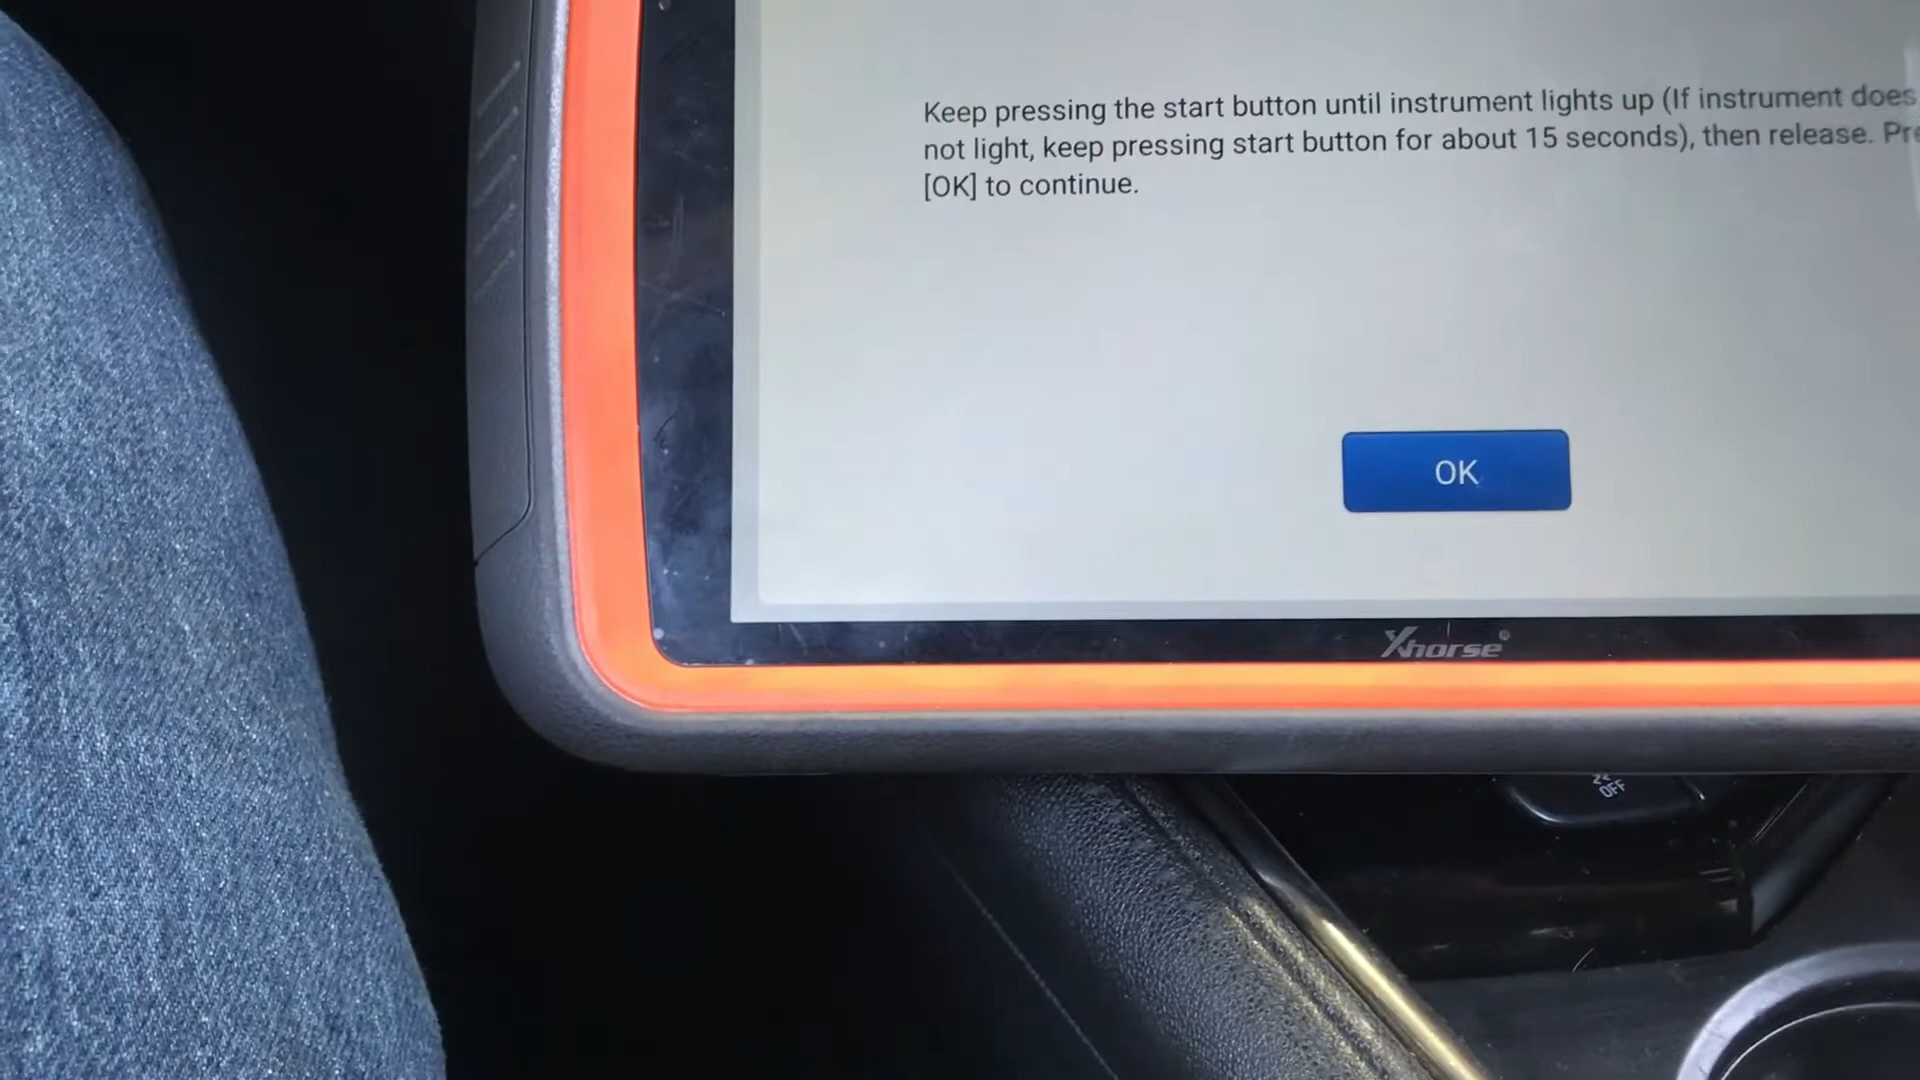 Keep pressing the start button until instrument lights up (If instrument does
not light, keep pressing start button for about 15 seconds), then release.
[OK] to continue.
OK
Xhorse
OFF